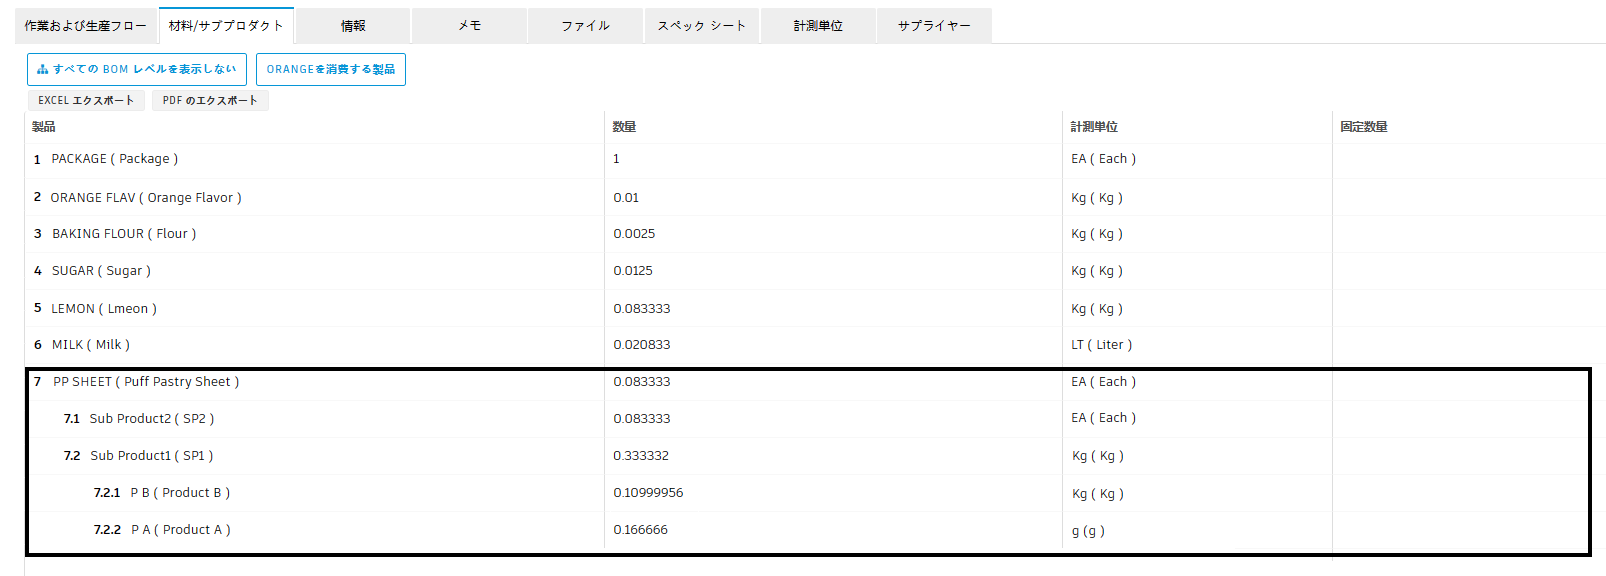 作業および生産フロー 材料/サブプロダクト 情報 メモ ファイル スペック シート 計測単位 サプライヤー
すべての BOM レベルを表示しない ORANGEを消費する製品
EXCEL エクスポート PDF のエクスポート
製品 数量 計測単位 固定数量
1 PACKAGE ( Package ) 1 EA ( Each )
2 ORANGE FLAV ( Orange Flavor ) 0.01 Kg ( Kg )
3 BAKING FLOUR ( Flour ) 0.0025 Kg ( Kg )
4 SUGAR ( Sugar ) 0.0125 Kg ( Kg )
5 LEMON ( Lmeon ) 0.083333 Kg ( Kg )
6 MILK ( Milk ) 0.020833 LT ( Liter )
7 PP SHEET ( Puff Pastry Sheet ) 0.083333 EA ( Each )
7.1 Sub Product2 ( SP2 ) 0.083333 EA ( Each )
7.2 Sub Product1 ( SP1 ) 0.333332 Kg ( Kg )
7.2.1 P B ( Product B ) 0.10999956 Kg ( Kg )
7.2.2 P A ( Product A ) 0.166666 g (g )